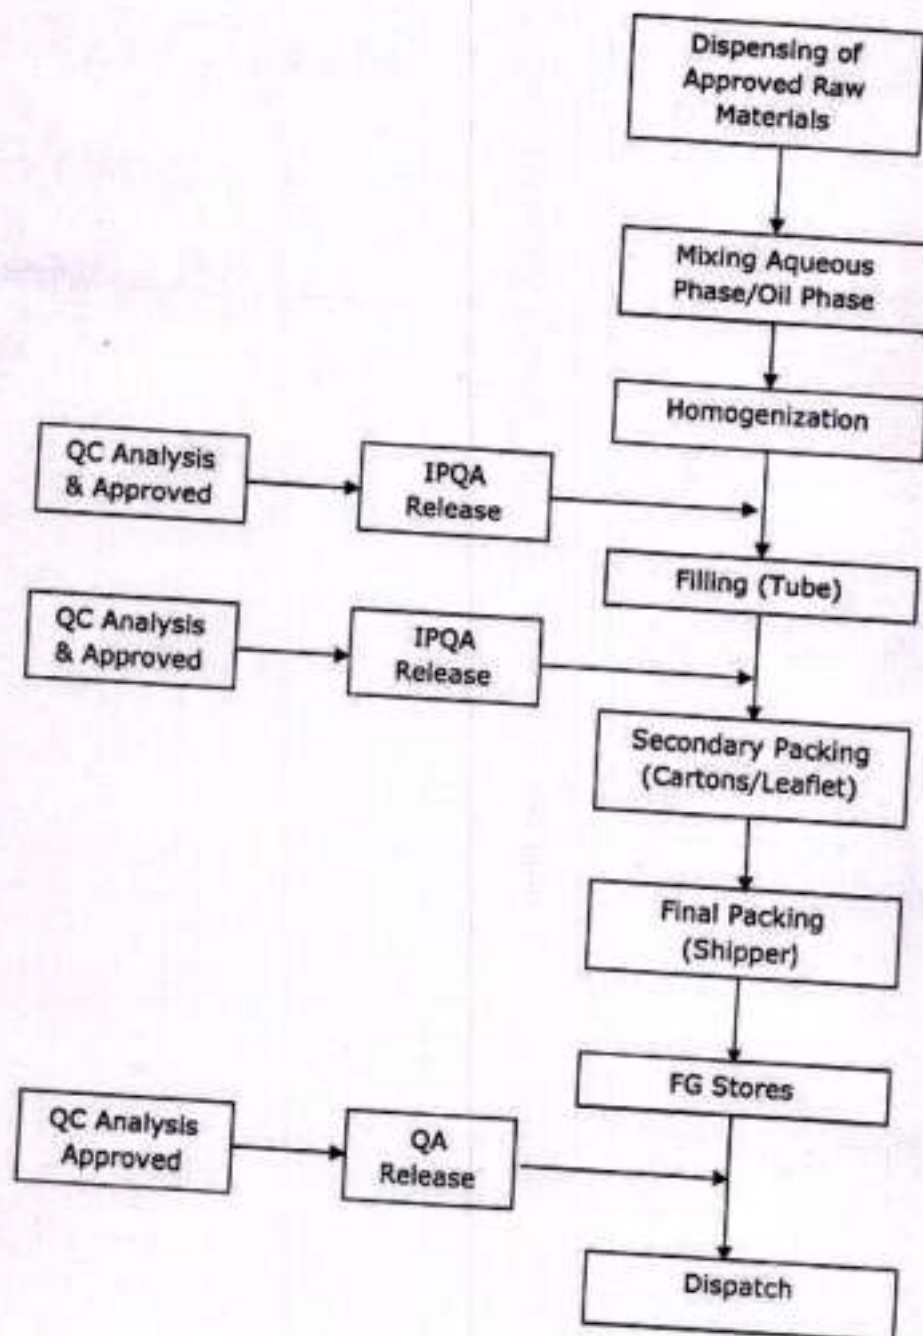 Dispensing of
Approved Raw
Materials
Mixing Aqueous
Phase/Oil Phase
Homogenization
QC Analysis
& Approved
IPQA
Release
Filling (Tube)
QC Analysis
& Approved
IPQA
Release
Secondary Packing
(Cartons/Leaflet)
Final Packing
(Shipper)
FG Stores
QC Analysis
Approved
QA
Release
Dispatch